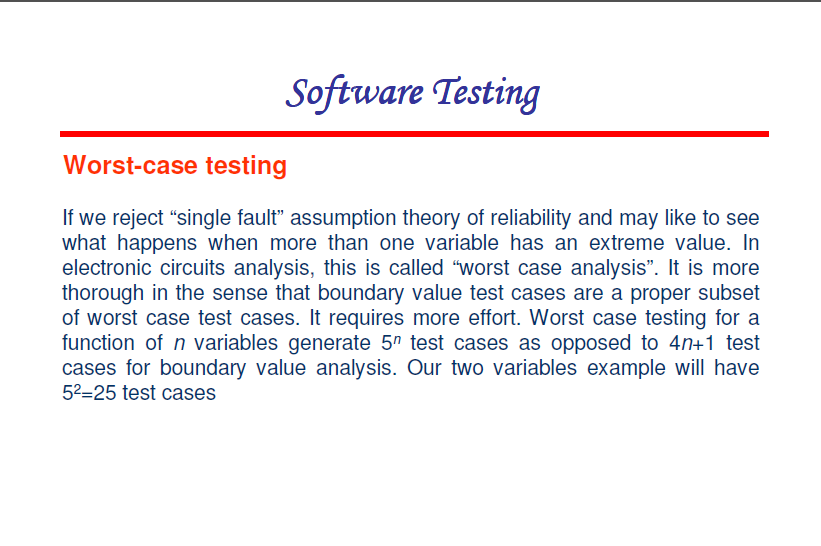 Software Testing
Worst-case testing
If we reject “single fault” assumption theory of reliability and may like to see
what happens when more than one variable has an extreme value. In
electronic circuits analysis, this is called “worst case analysis”. It is more
thorough in the sense that boundary value test cases are a proper subset
of worst case test cases. It requires more effort. Worst case testing for a
function of n variables generate 5ⁿ test cases as opposed to 4n+1 test
cases for boundary value analysis. Our two variables example will have
5²=25 test cases